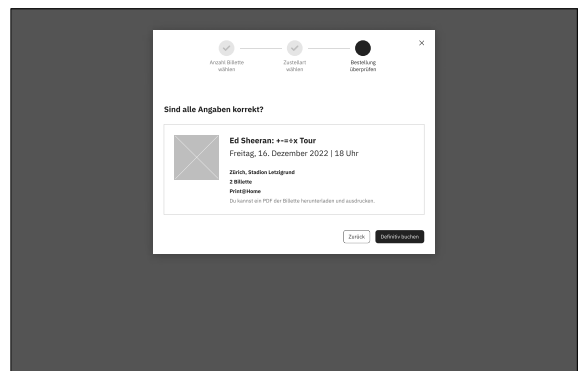 Anzahl Billette
wählen
Zustellart
wählen
Bestellung
überprüfen
Sind alle Angaben korrekt?
Ed Sheeran: +-=÷x Tour
Freitag, 16. Dezember 2022 | 18 Uhr
Zürich, Stadion Letzigrund
2 Billette
Print@Home
Du kannst ein PDF der Billette herunterladen und ausdrucken.
Zurück
Definitiv buchen